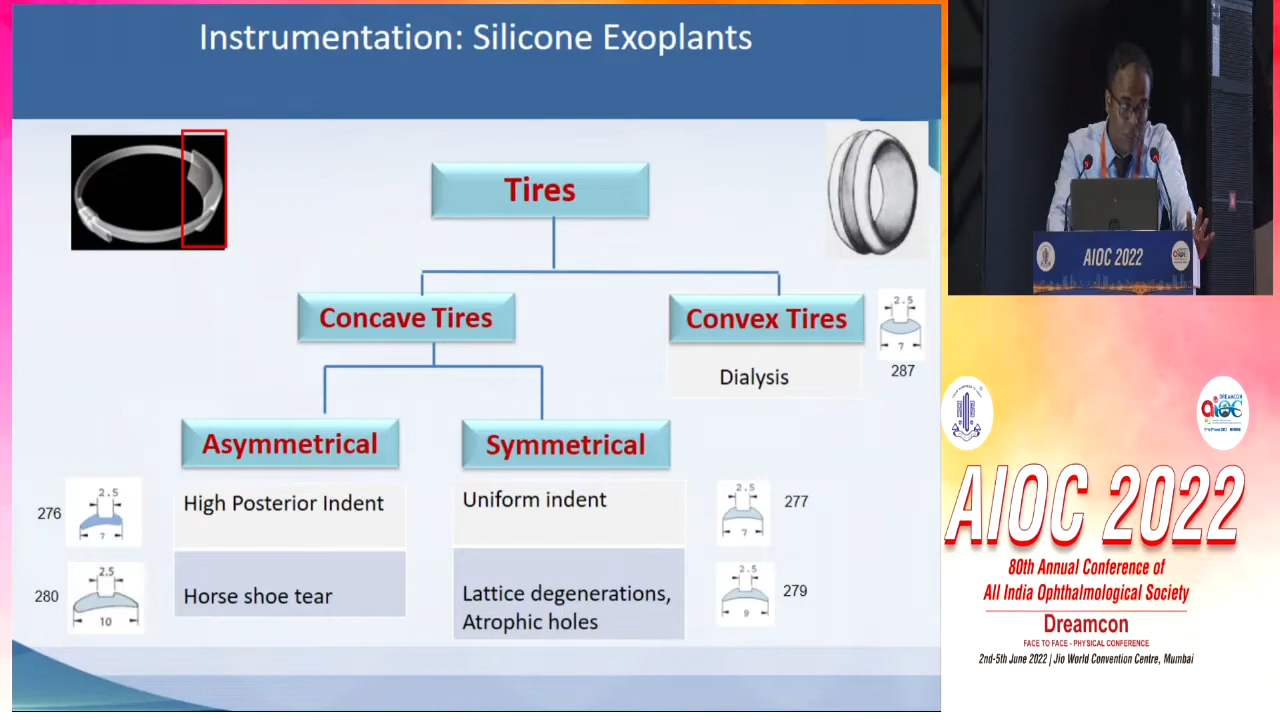 Instrumentation: Silicone Exoplants
Tires
Concave Tires
Convex Tires
2.5
7
287
Dialysis
Asymmetrical
Symmetrical
276
2.5
7
High Posterior Indent
Uniform indent
2.5
7
277
280
2.5
10
Horse shoe tear
Lattice degenerations,
Atrophic holes
2.5
9
279
AIOC 2022
DREAMCON
AIOC 2022
80th Annual Conference of
All India Ophthalmological Society
Dreamcon
FACE TO FACE - PHYSICAL CONFERENCE
2nd-5th June 2022 | Jio World Convention Centre, Mumbai